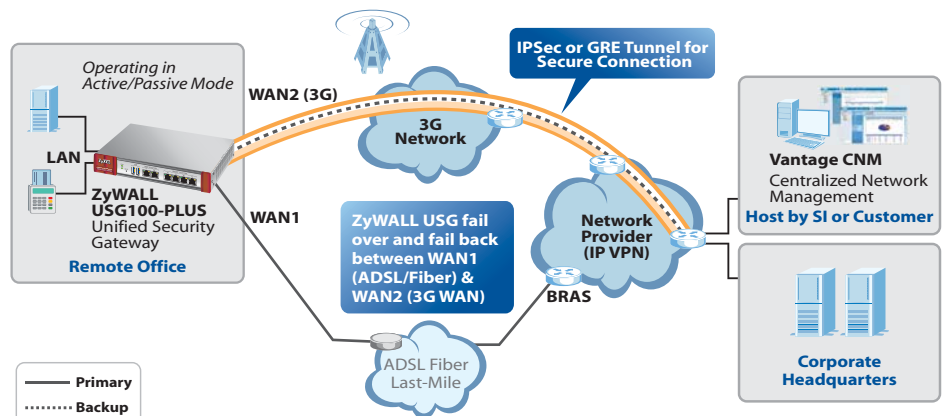 Operating in
Active/Passive Mode
LAN
ZyWALL
USG100-PLUS
Unified Security
Gateway
Remote Office
WAN2 (3G)
WAN1
3G
Network
IPSec or GRE Tunnel for
Secure Connection
ZyWALL USG fail
over and fail back
between WAN1
(ADSL/Fiber) &
WAN2 (3G WAN)
Network
Provider
(IP VPN)
BRAS
ADSL Fiber
Last-Mile
Vantage CNM
Centralized Network
Management
Host by SI or Customer
Corporate
Headquarters
Primary
Backup